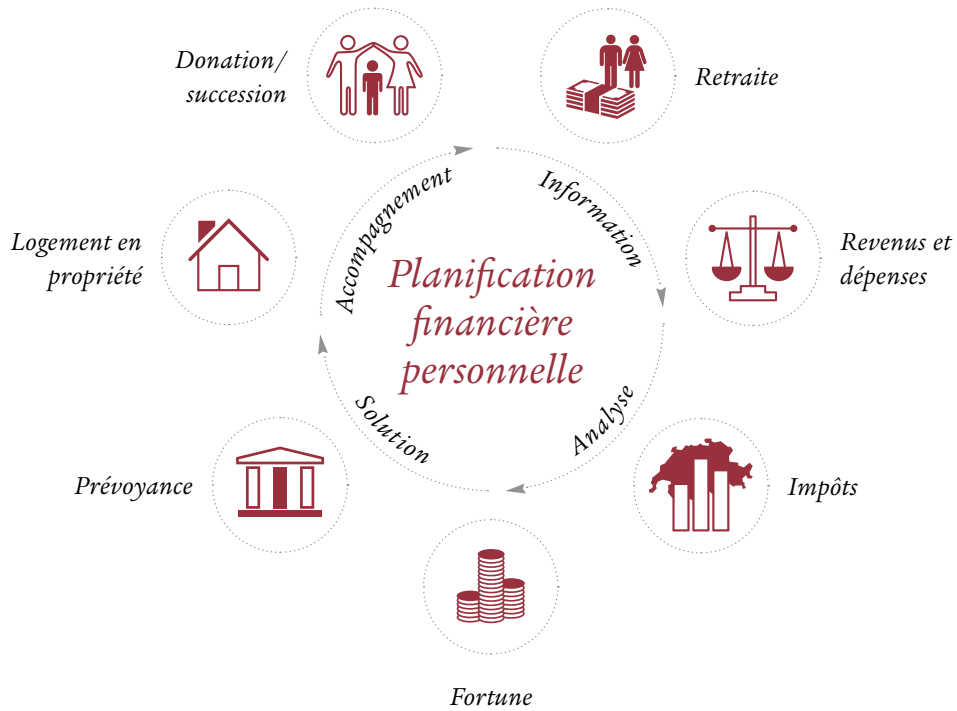 Donation/
succession
Retraite
Accompagnement
Information
Logement en
propriété
Revenus et
dépenses
Planification
financière
personnelle
Solution
Analyse
Prévoyance
Impôts
Fortune